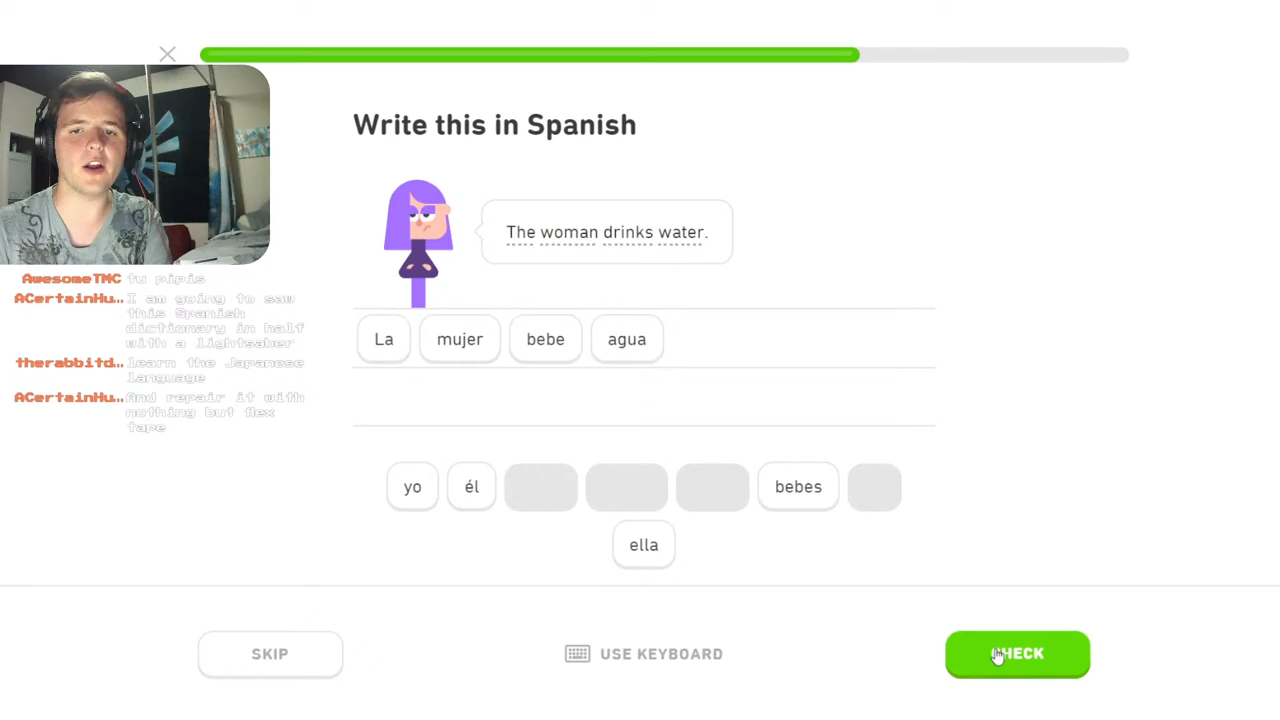 Write this in Spanish
The woman drinks water.
AwesomeTMC fu pipis
ACertainHu… I am going to saw
this Spanish
dictionary in half
with a lightsaber
therabbitd… learn the Japanese
language
ACertainHu… And repair it with
nothing but flex
tape
La mujer bebe agua
yo él bebes
ella
SKIP USE KEYBOARD CHECK